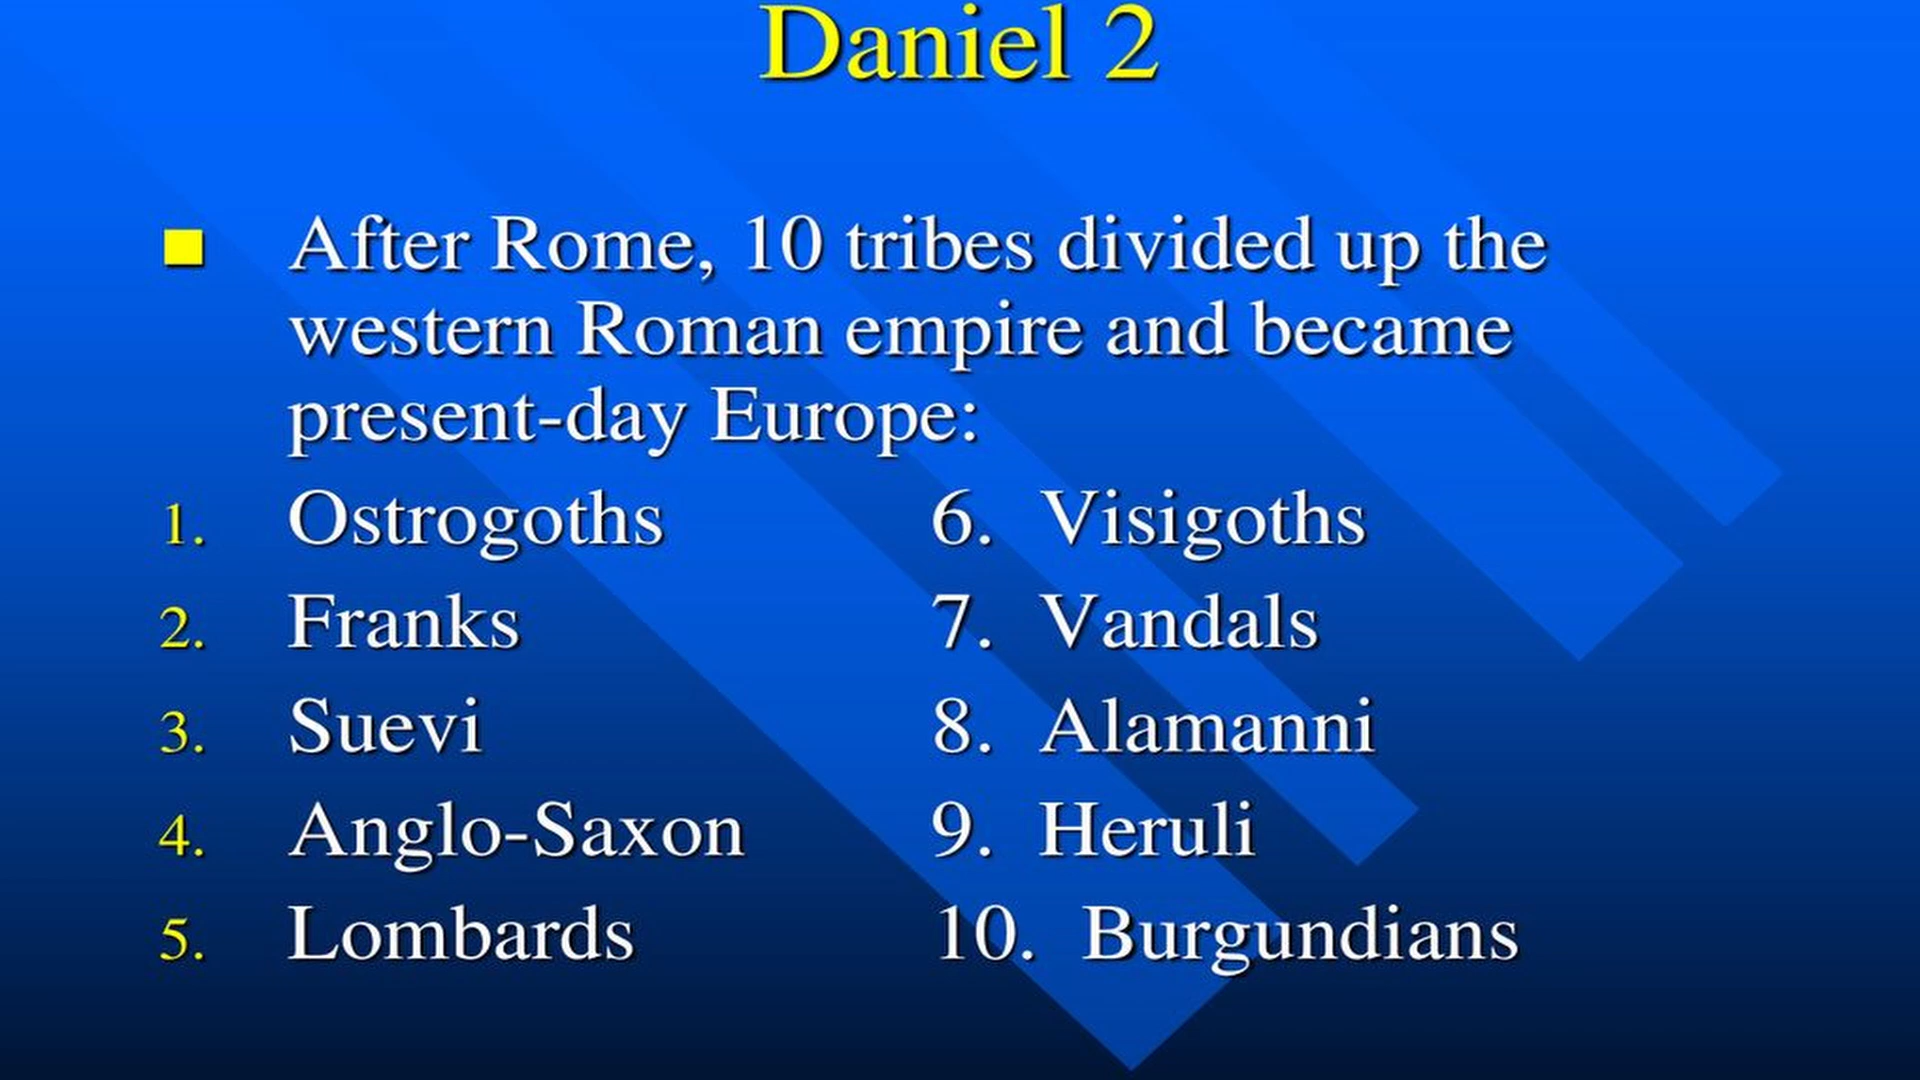 Daniel 2
After Rome, 10 tribes divided up the
western Roman empire and became
present-day Europe:
1. Ostrogoths 6. Visigoths
2. Franks 7. Vandals
3. Suevi 8. Alamanni
4. Anglo-Saxon 9. Heruli
5. Lombards 10. Burgundians